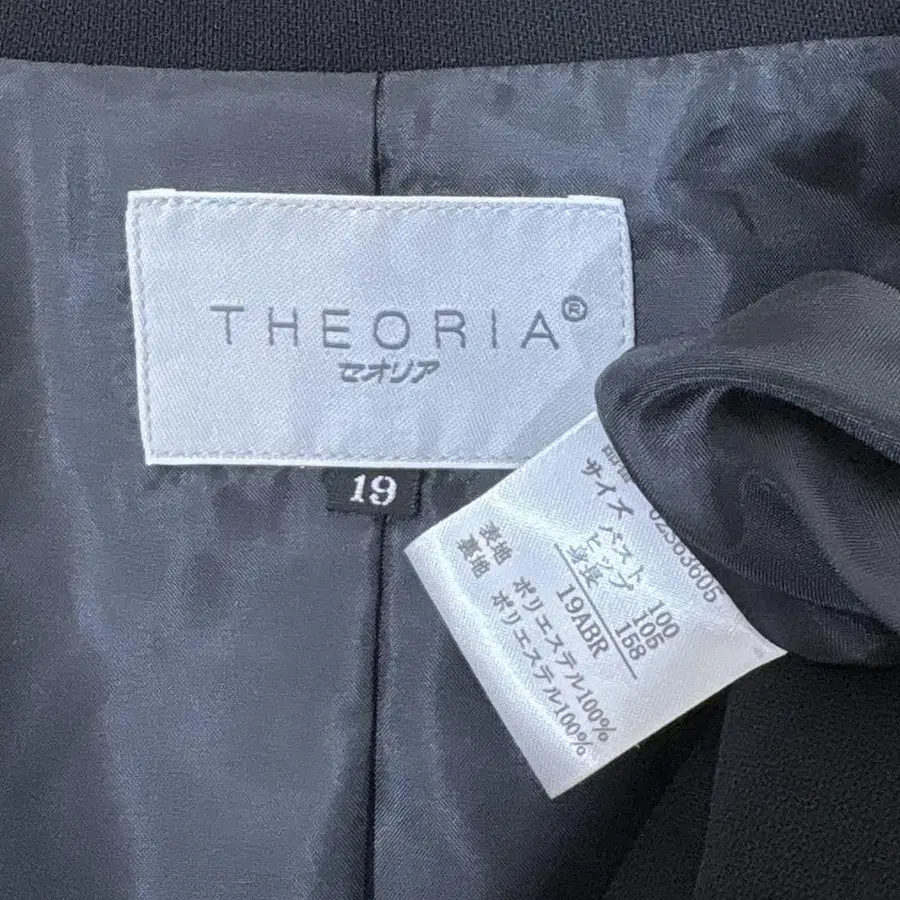 THEORIA®
セオリア
19
サイズ
バスト 100
ヒップ 105
身長 158
19ABR
表地 ポリエステル100%
裏地 ポリエステル100%